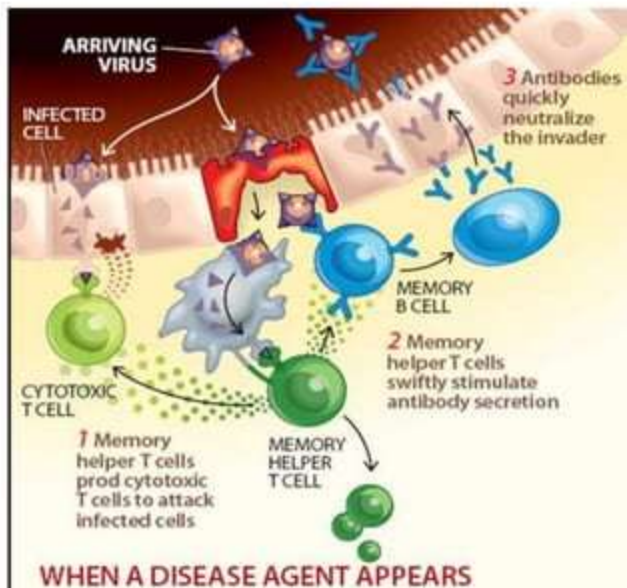 ARRIVING
VIRUS
INFECTED
CELL
3 Antibodies
quickly
neutralize
the invader
MEMORY
B CELL
2 Memory
helper T cells
swiftly stimulate
antibody secretion
CYTOTOXIC
T CELL
1 Memory
helper T cells
prod cytotoxic
T cells to attack
infected cells
MEMORY
HELPER
T CELL
WHEN A DISEASE AGENT APPEARS